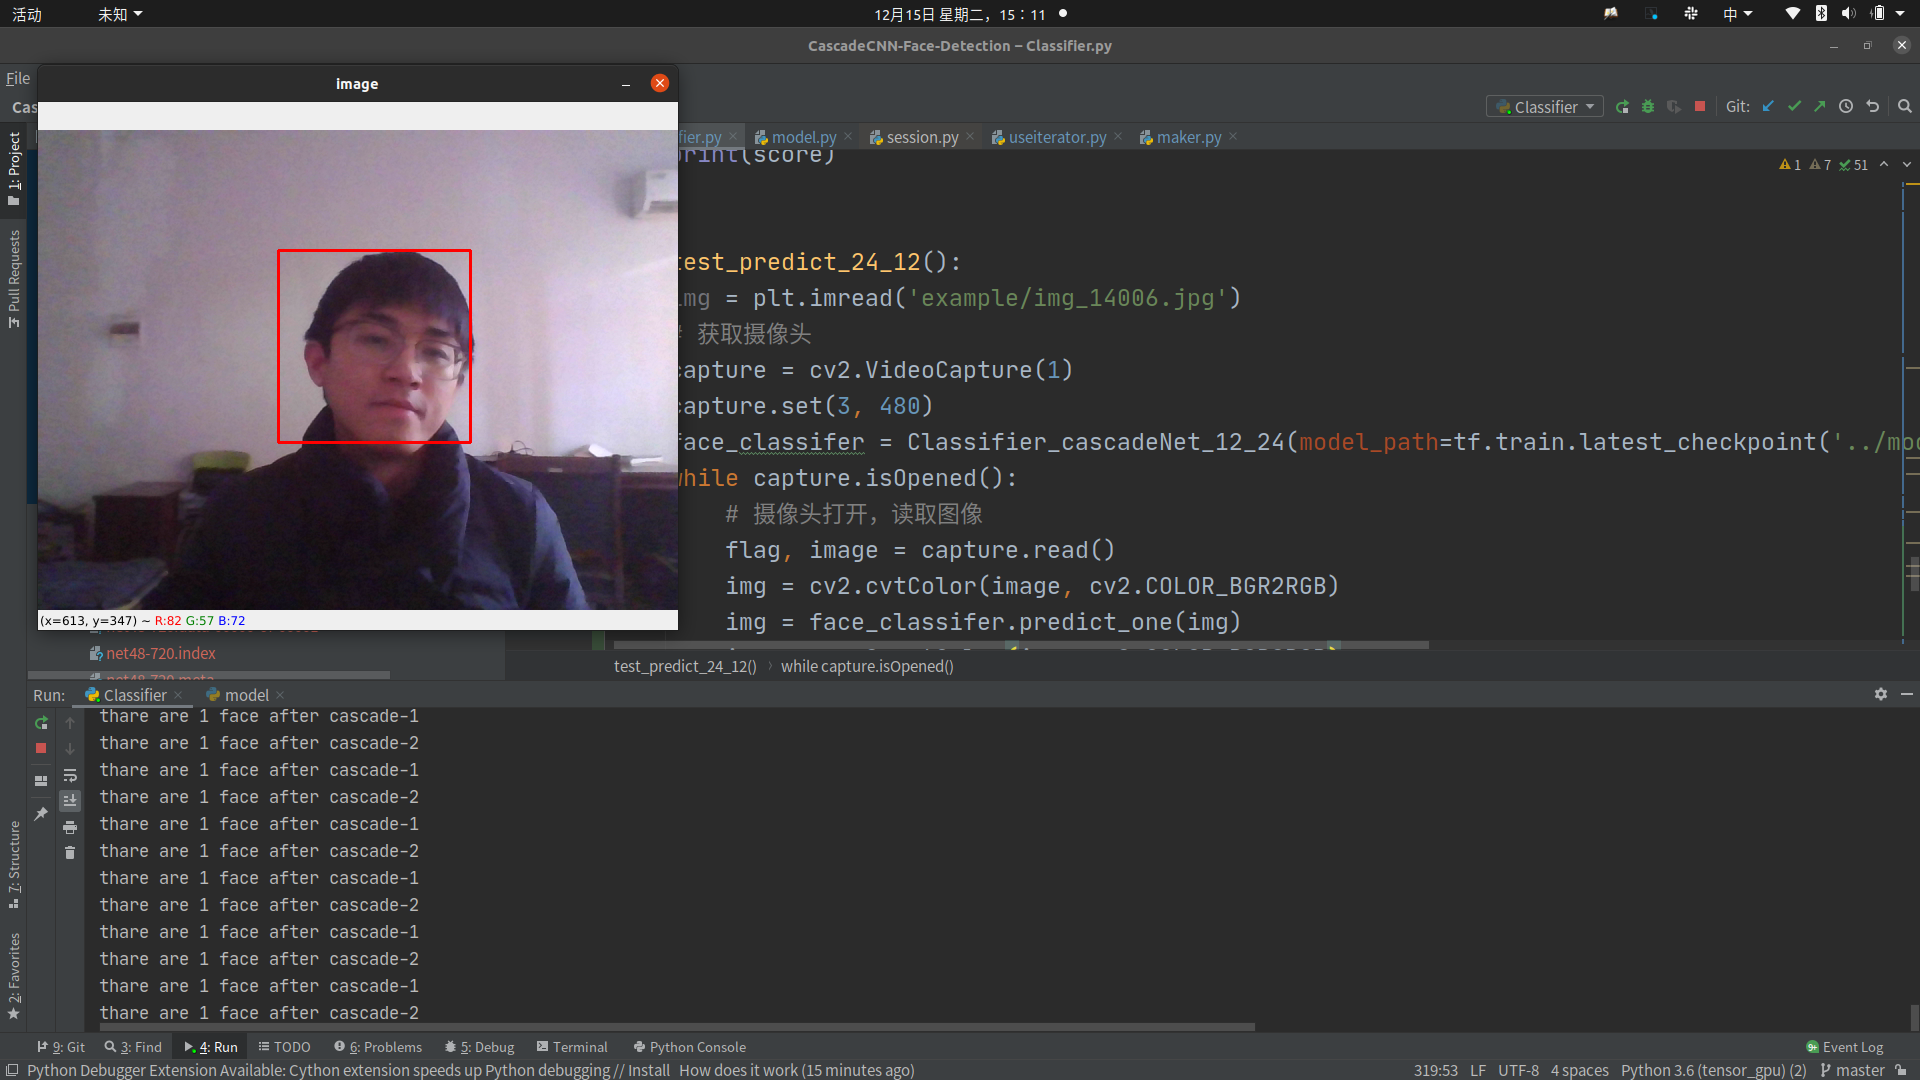 活动 未知 12月15日 星期二，15：11 中
CascadeCNN-Face-Detection – Classifier.py
File
image
Cas
Classifier Git:
fier.py model.py session.py useiterator.py maker.py
1: Project
Pull Requests
7: Structure
2: Favorites
1 7 51
print(score)
test_predict_24_12():
img = plt.imread('example/img_14006.jpg')
# 获取摄像头
capture = cv2.VideoCapture(1)
capture.set(3, 480)
face_classifer = Classifier_cascadeNet_12_24(model_path=tf.train.latest_checkpoint('../mod
while capture.isOpened():
# 摄像头打开，读取图像
flag, image = capture.read()
img = cv2.cvtColor(image, cv2.COLOR_BGR2RGB)
img = face_classifer.predict_one(img)
(x=613, y=347) ~ R:82 G:57 B:72
net48-720.index
net48-720.meta
test_predict_24_12() › while capture.isOpened()
Run: Classifier model
thare are 1 face after cascade-1
thare are 1 face after cascade-2
thare are 1 face after cascade-1
thare are 1 face after cascade-2
thare are 1 face after cascade-1
thare are 1 face after cascade-2
thare are 1 face after cascade-1
thare are 1 face after cascade-2
thare are 1 face after cascade-1
thare are 1 face after cascade-2
thare are 1 face after cascade-1
thare are 1 face after cascade-2
9: Git 3: Find 4: Run TODO 6: Problems 5: Debug Terminal Python Console 9+ Event Log
Python Debugger Extension Available: Cython extension speeds up Python debugging // Install How does it work (15 minutes ago) 319:53 LF UTF-8 4 spaces Python 3.6 (tensor_gpu) (2) master